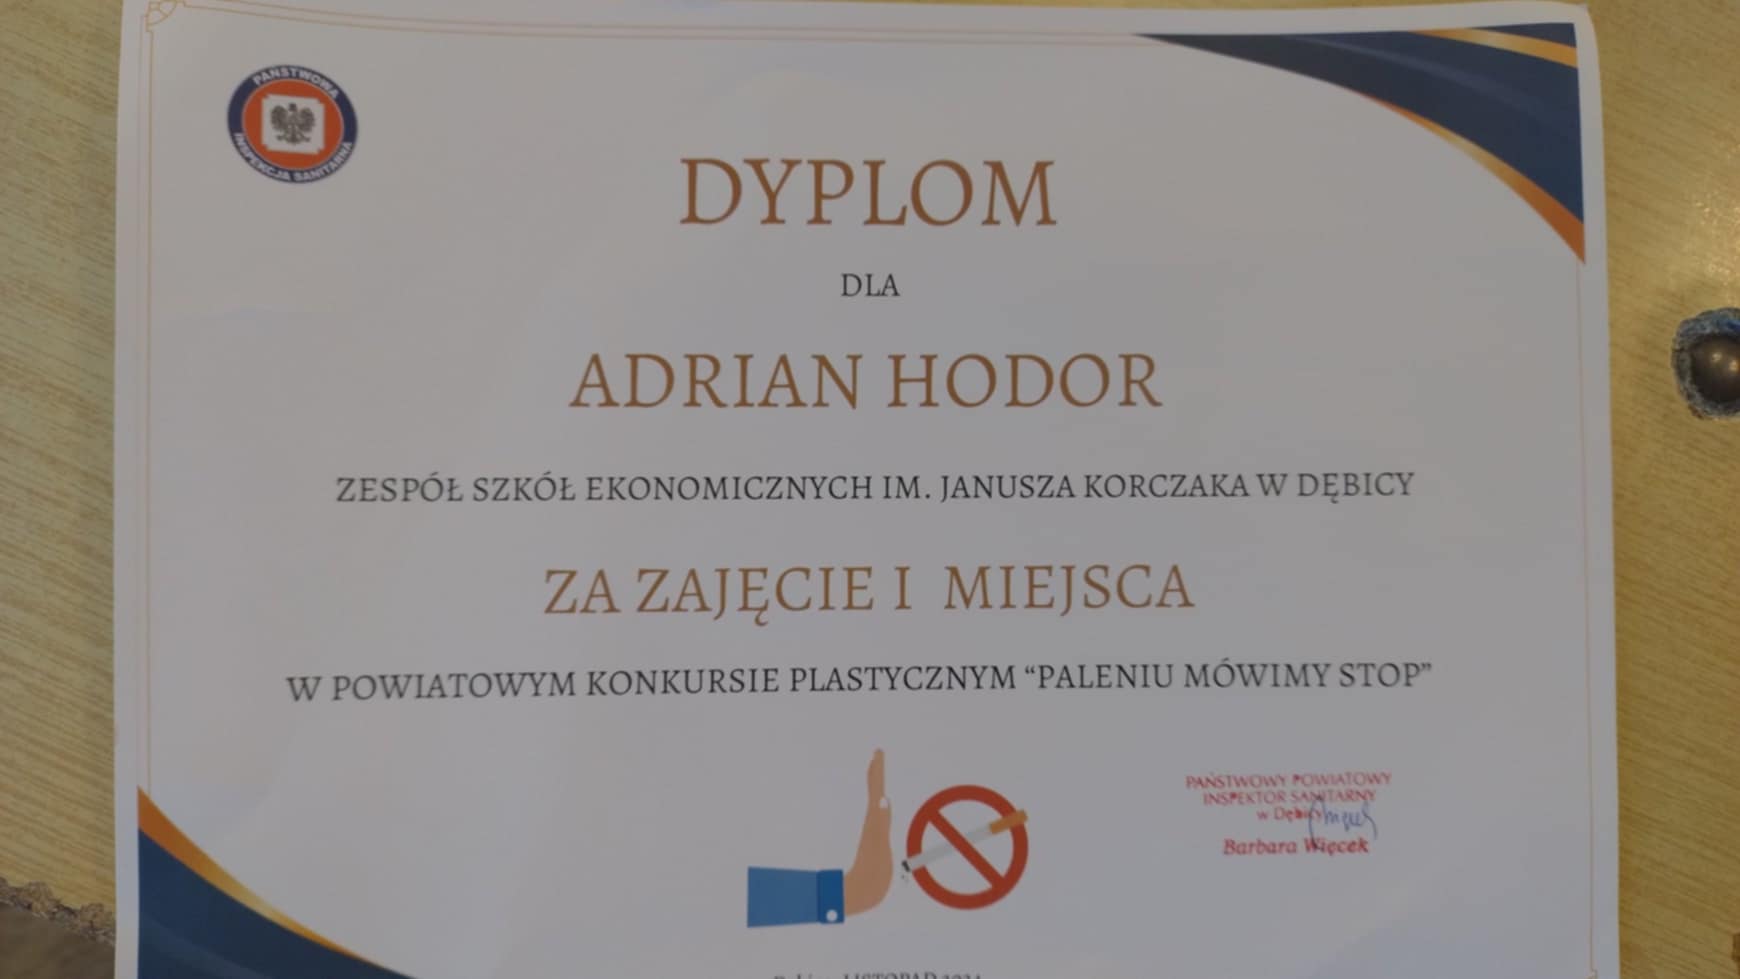 PAŃSTWOWA
INSPEKCJA SANITARNA
DYPLOM
DLA
ADRIAN HODOR
ZESPÓŁ SZKÓŁ EKONOMICZNYCH IM. JANUSZA KORCZAKA W DĘBICY
ZA ZAJĘCIE I MIEJSCA
W POWIATOWYM KONKURSIE PLASTYCZNYM “PALENIU MÓWIMY STOP”
PAŃSTWOWY POWIATOWY
INSPEKTOR SANITARNY
w Dębicy
Barbara Więcek
LISTOPAD